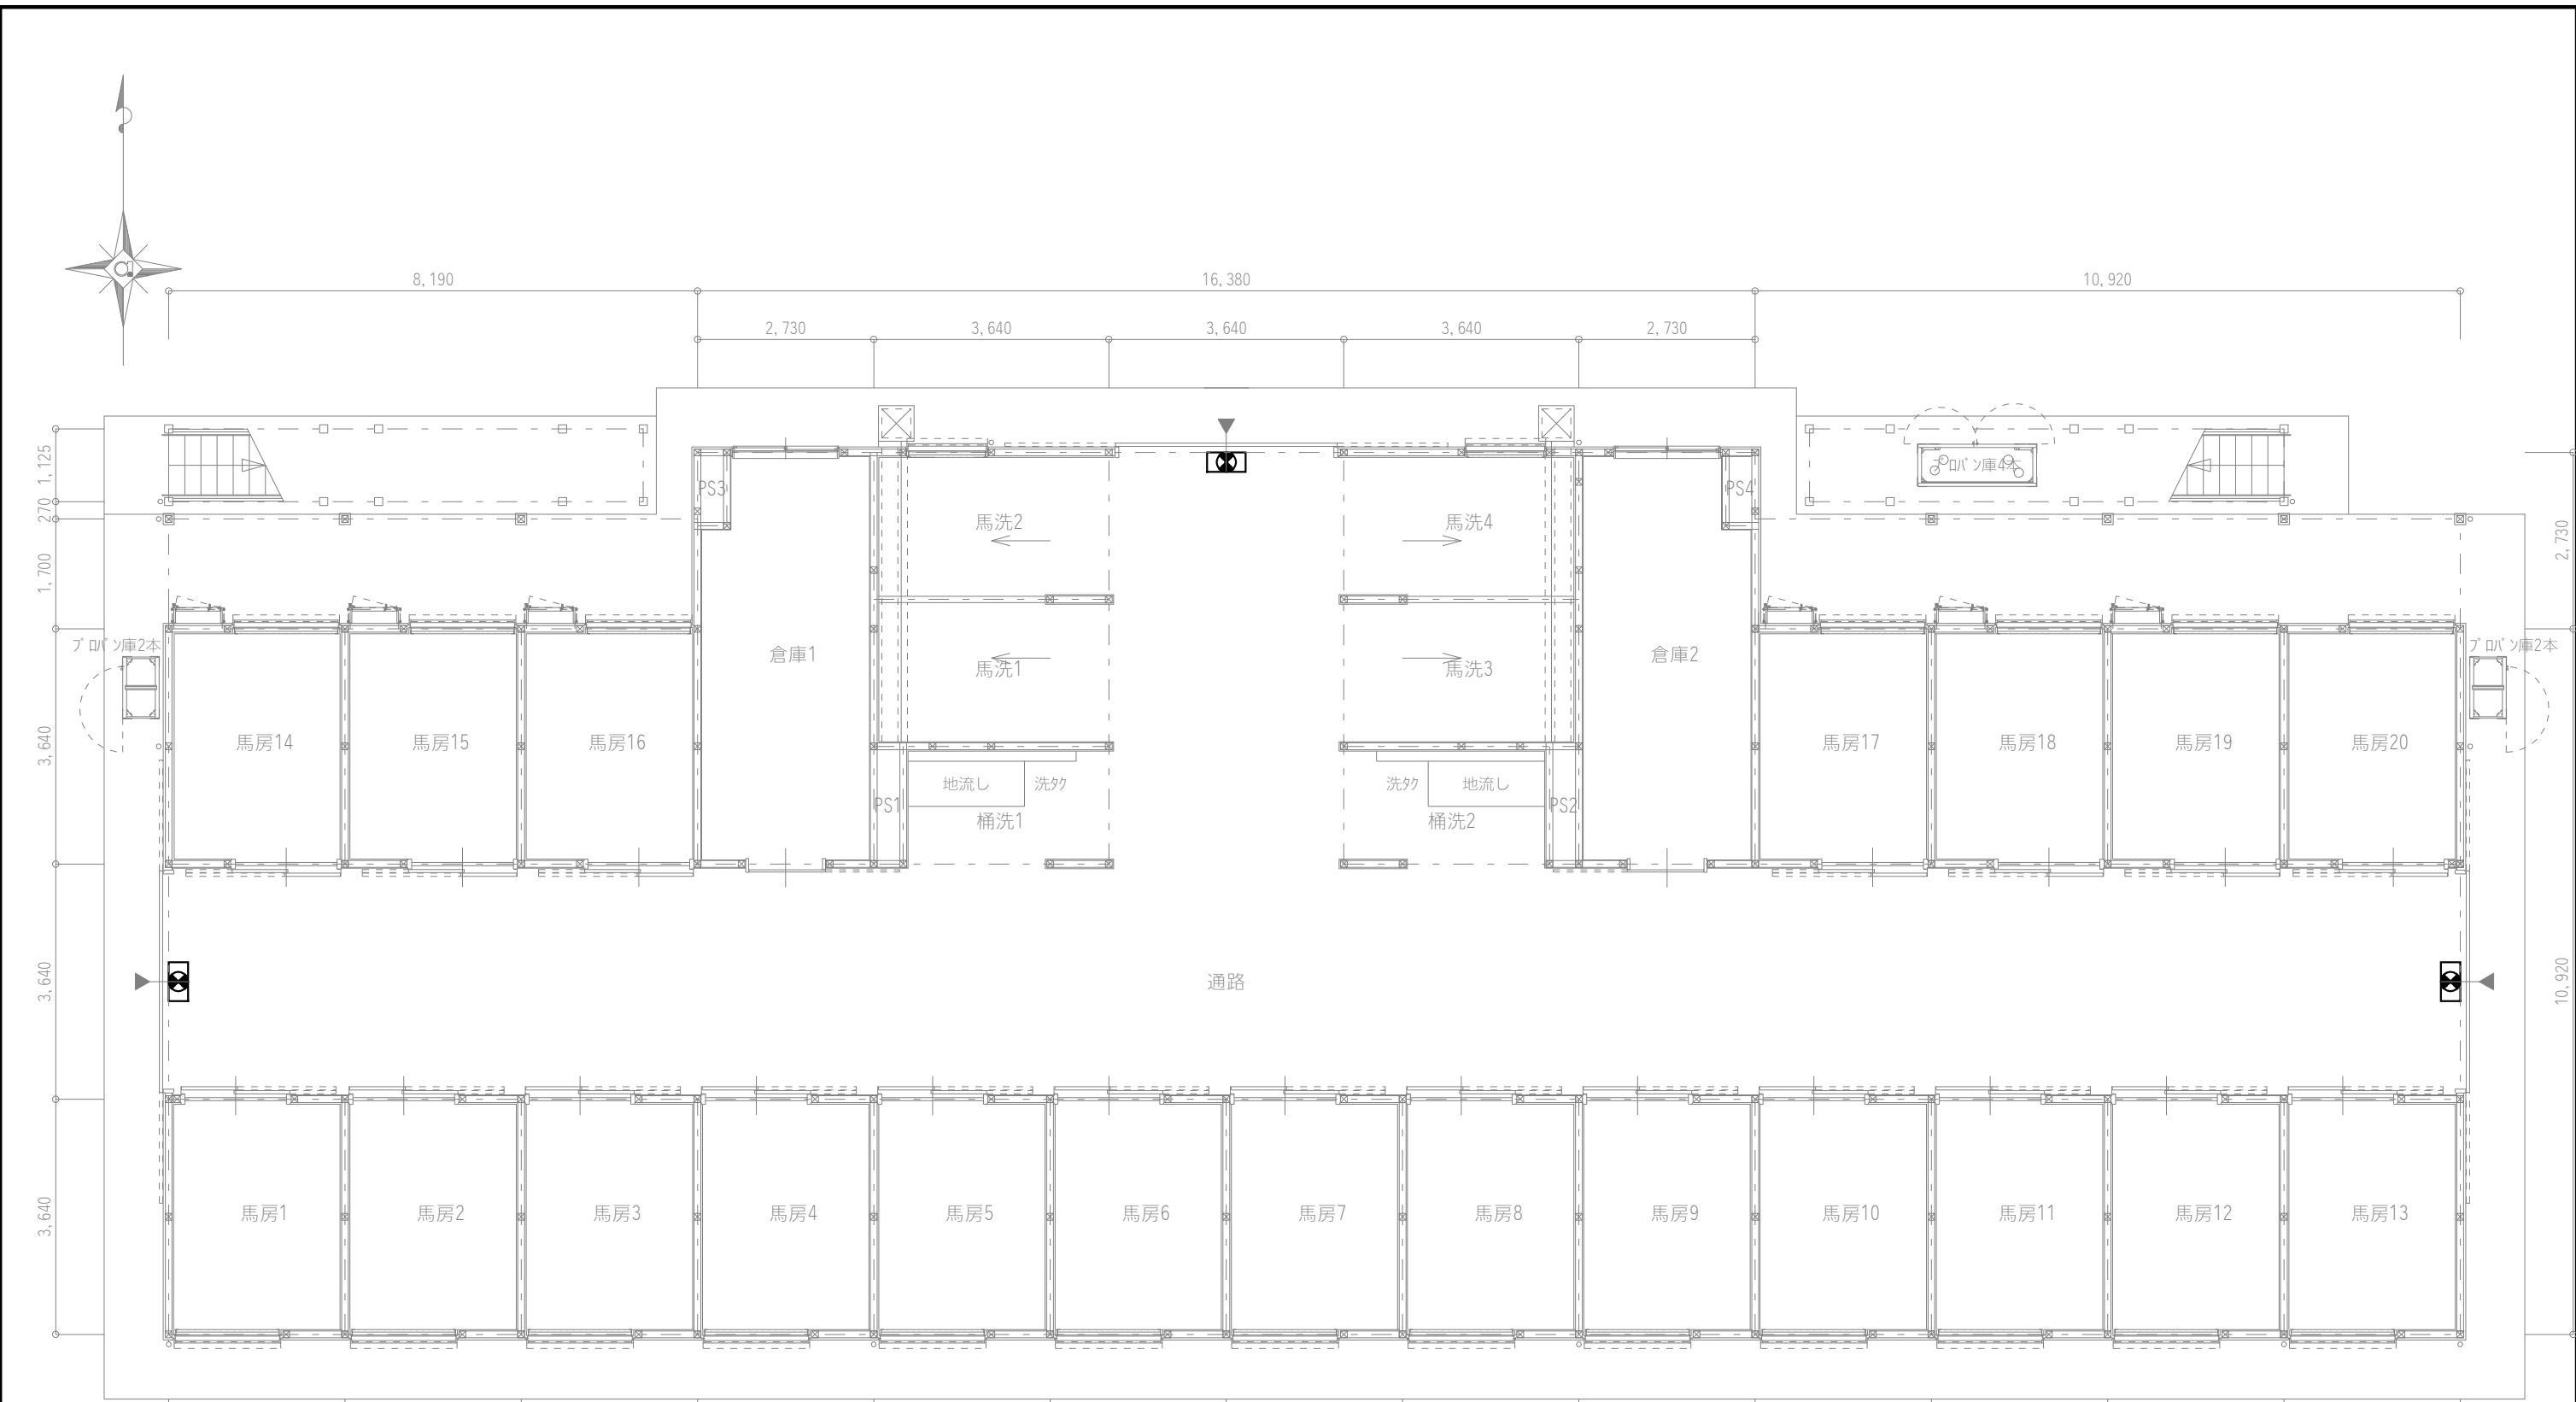 8,190
16,380
10,920
2,730
3,640
3,640
3,640
2,730
1,125
270
1,700
3,640
3,640
3,640
2,730
10,920
PS3
PS4
プロパン庫4本
馬洗2
馬洗4
プロパン庫2本
プロパン庫2本
倉庫1
倉庫2
馬洗1
馬洗3
馬房14
馬房15
馬房16
馬房17
馬房18
馬房19
馬房20
地流し
洗タク
洗タク
地流し
PS1
PS2
桶洗1
桶洗2
通路
馬房1
馬房2
馬房3
馬房4
馬房5
馬房6
馬房7
馬房8
馬房9
馬房10
馬房11
馬房12
馬房13